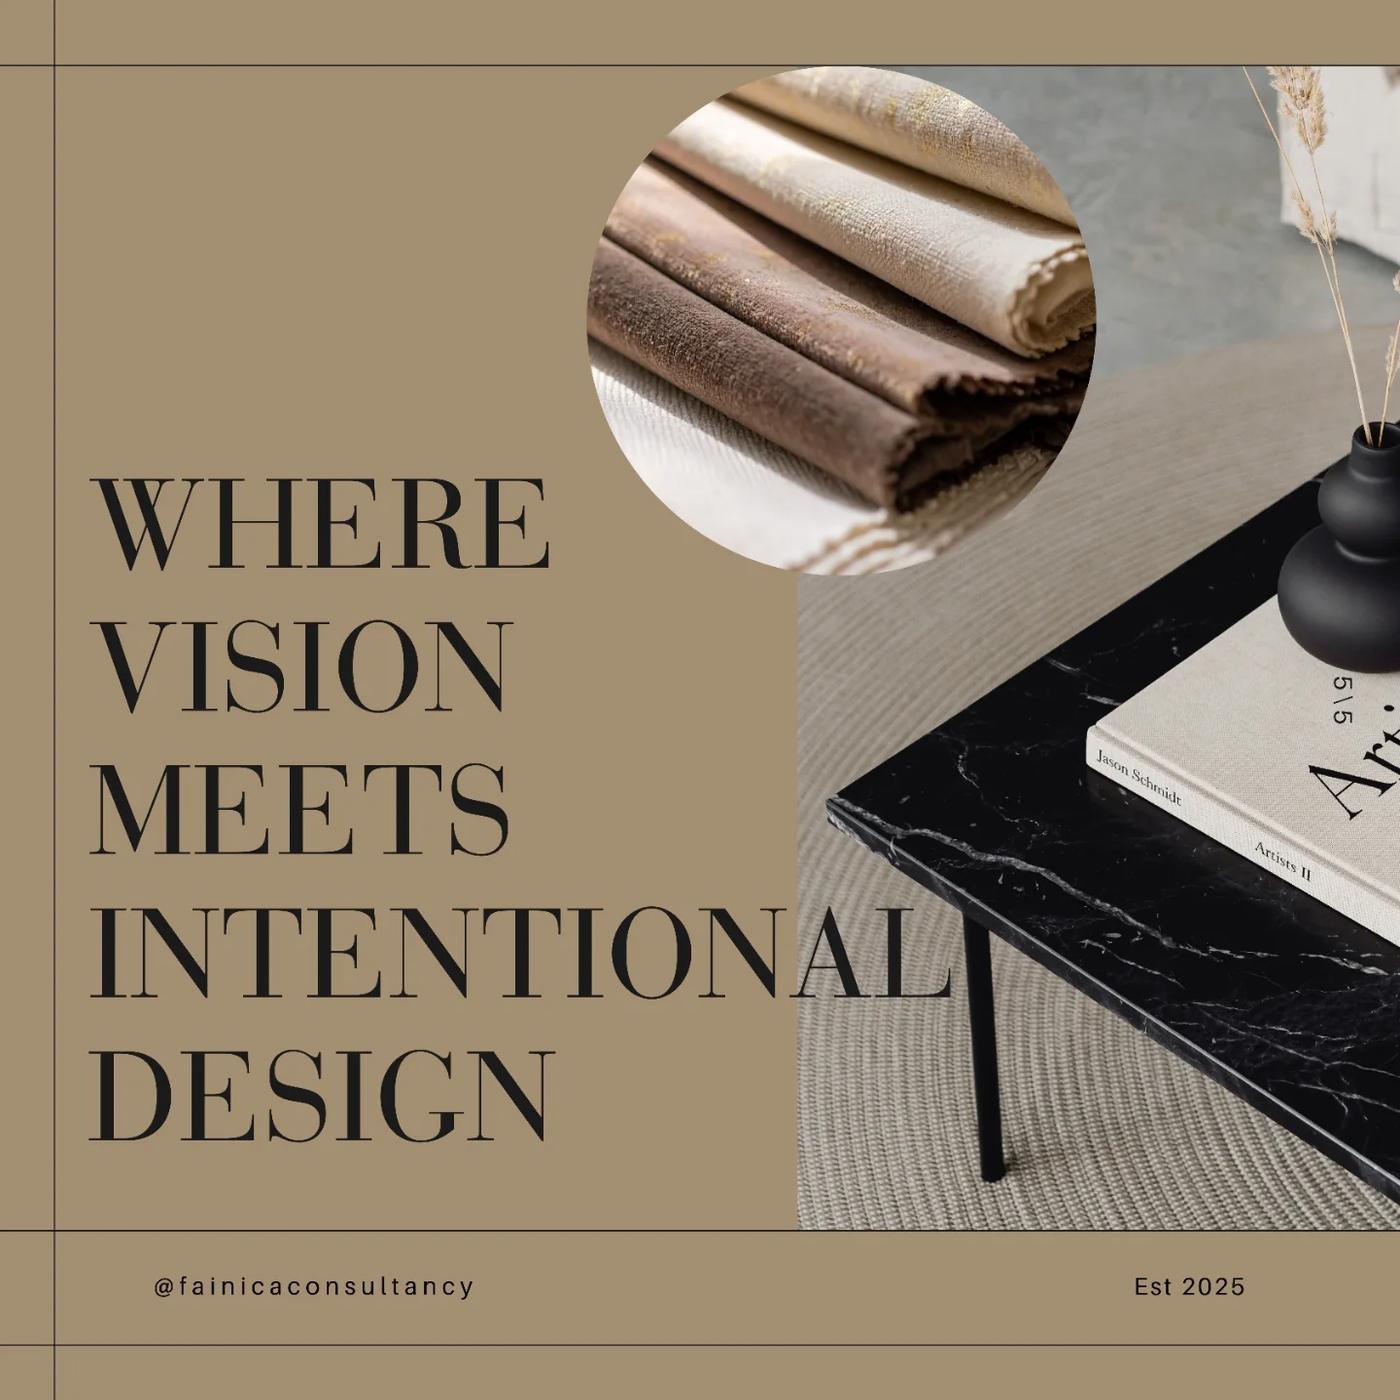 WHERE
VISION
MEETS
INTENTIONAL
DESIGN
5\5
Jason Schmidt
Artists II
@fainicaconsultancy
Est 2025